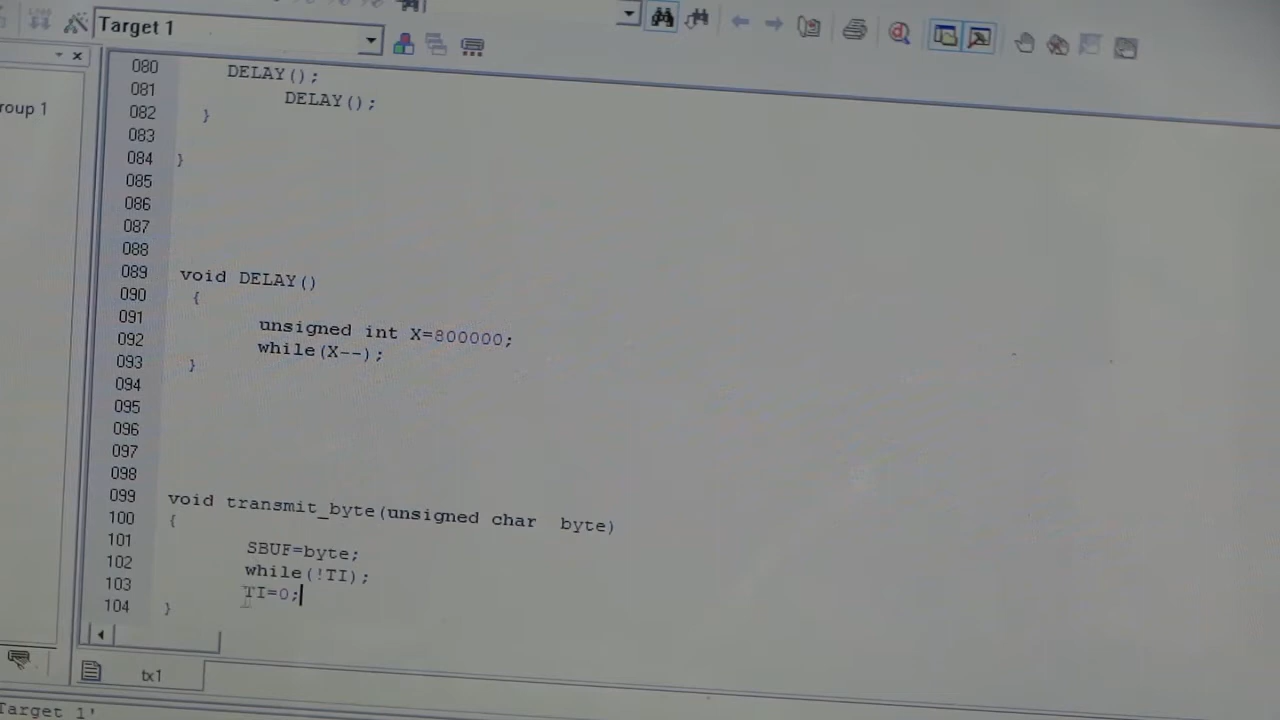 Target 1
roup 1
080 DELAY();
081 DELAY();
082 }
083
084 }
085
086
087
088
089 void DELAY()
090 {
091 unsigned int X=800000;
092 while(X--);
093 }
094
095
096
097
098
099 void transmit_byte(unsigned char byte)
100 {
101 SBUF=byte;
102 while(!TI);
103 TI=0;
104 }
tx1
Target 1'